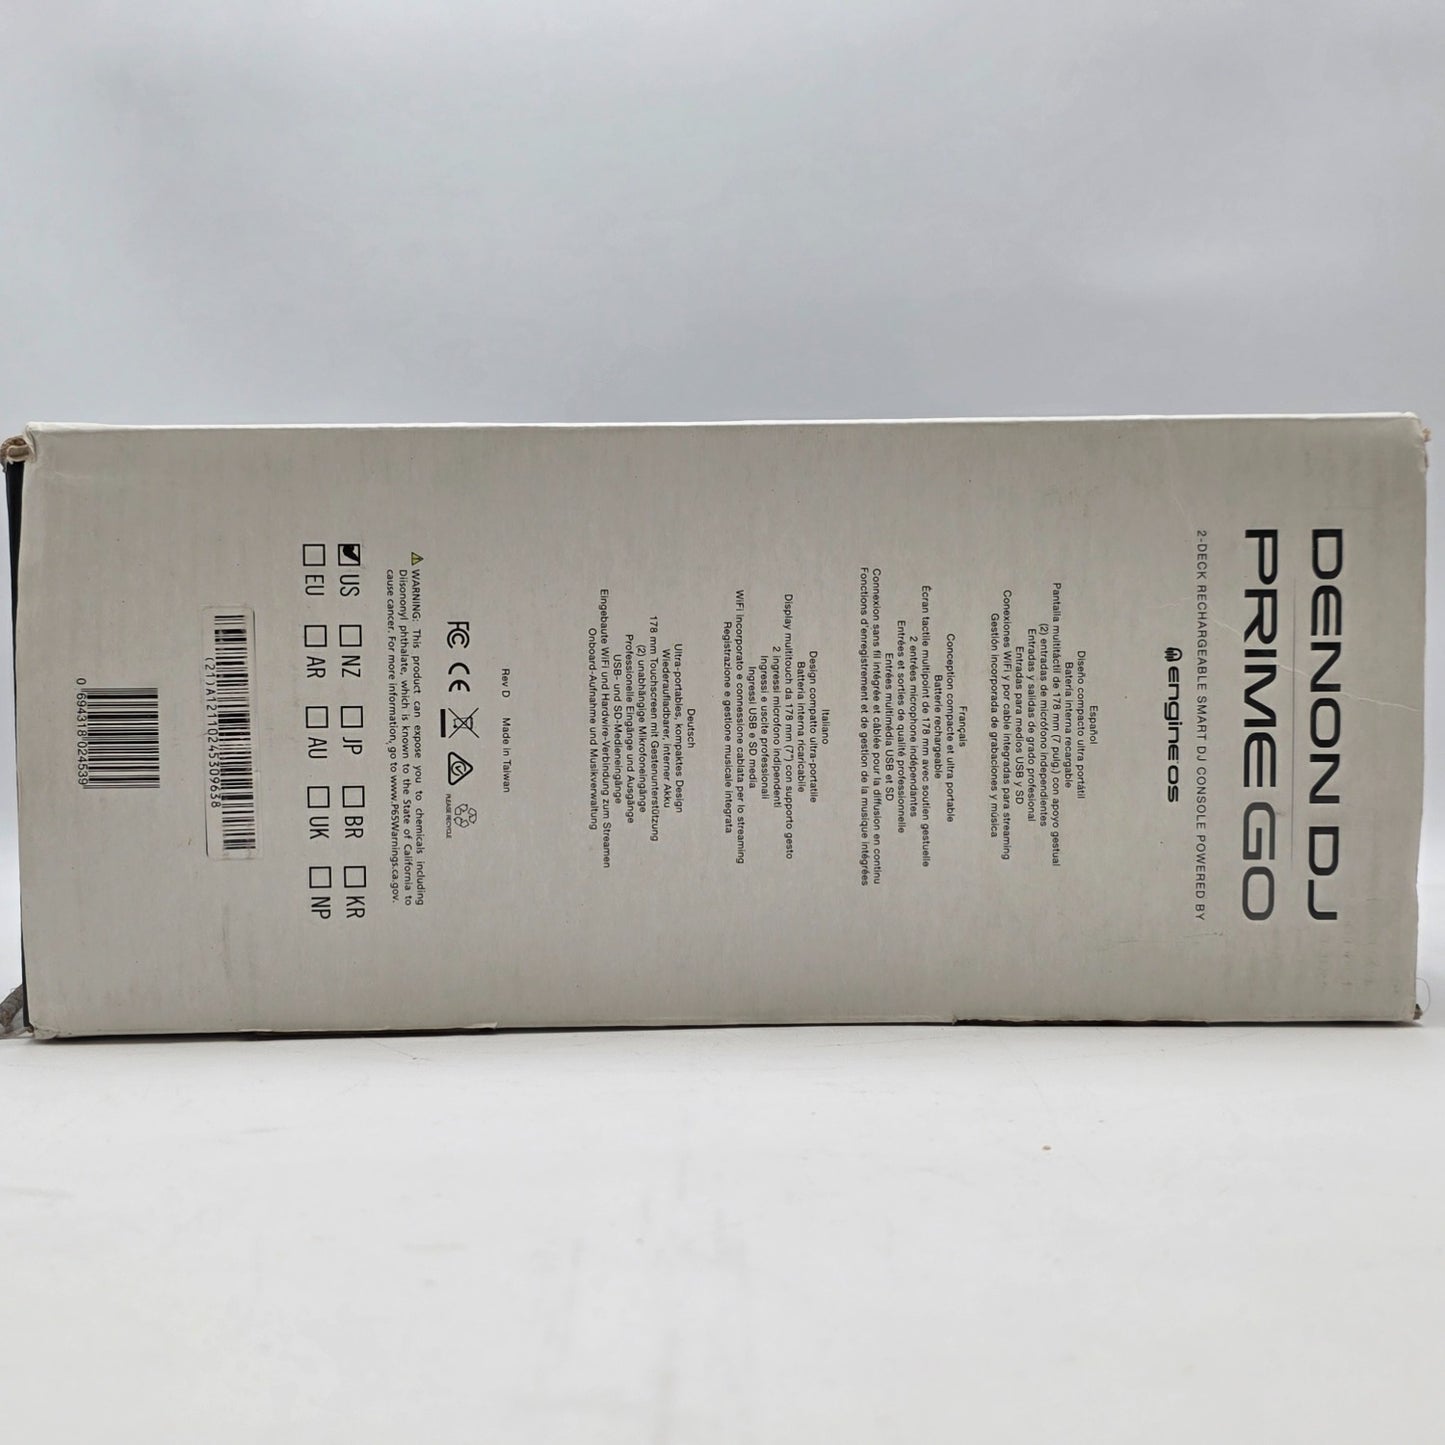 DENON DJ
PRIME GO
2-DECK RECHARGEABLE SMART DJ CONSOLE POWERED BY
engine OS
Español
Diseño compacto ultra portátil
Batería interna recargable
Pantalla multitáctil de 178 mm (7 pulg.) con apoyo gestual
(2) entradas de micrófono independientes
Entradas y salidas de grado profesional
Entradas para medios USB y SD
Conexiones WiFi y por cable integradas para streaming
Gestión incorporada de grabaciones y música
Français
Conception compacte et ultra portable
Batterie rechargeable
Écran tactile multipoint de 178 mm avec soutien gestuelle
2 entrées microphone indépendantes
Entrées et sorties de qualité professionnelle
Entrées multimédia USB et SD
Connexion sans fil intégrée et câblée pour la diffusion en continu
Fonctions d'enregistrement et de gestion de la musique intégrées
Italiano
Design compatto ultra-portatile
Batteria interna ricaricabile
Display multitouch da 178 mm (7") con supporto gesto
2 ingressi microfono indipendenti
Ingressi e uscite professionali
Ingressi USB e SD media
WiFi incorporato e connessione cablata per lo streaming
Registrazione e gestione musicale integrata
Deutsch
Ultra-portables, kompaktes Design
Wiederaufladbarer, interner Akku
178 mm Touchscreen mit Gestenunterstützung
(2) unabhängige Mikrofoneingänge
Professionelle Eingänge und Ausgänge
USB- und SD-Medieneingänge
Eingebaute WiFi und Hardwire-Verbindung zum Streamen
Onboard-Aufnahme und Musikverwaltung
Rev D Made in Taiwan
FC CE
PLEASE RECYCLE
WARNING: This product can expose you to chemicals including
Diisononyl phthalate, which is known to the State of California to
cause cancer. For more information, go to www.P65Warnings.ca.gov.
US NZ JP BR KR
EU AR AU UK NP
(21)A12110245309638
0 694318 024539